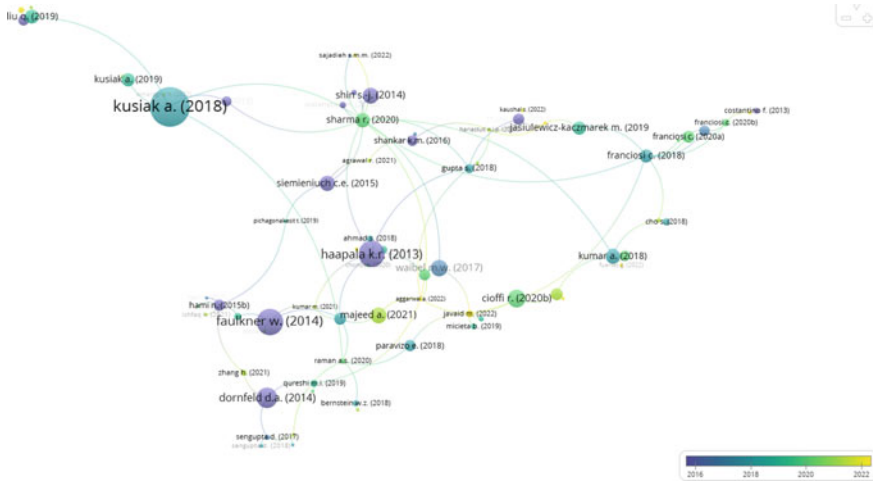 liu q. (2019)
kusiak a. (2019)
kusiak a. (2018)
sajadieh s.m.m. (2022)
shin s.-j. (2014)
sharma r. (2020)
shankar k.m. (2016)
kaushal i. (2022)
jasiulewicz-kaczmarek m. (2019
costantino f. (2013)
franciosi c. (2020b)
franciosi c. (2020a)
franciosi c. (2018)
agrawal r. (2021)
gupta s. (2018)
siemieniuch c.e. (2015)
cho s. (2018)
ahmad s. (2018)
haapala k.r. (2013)
waibel m.w. (2017)
kumar a. (2018)
hami n. (2015b)
kumar m. (2021)
aggarwal a. (2022)
cioffi r. (2020b)
faulkner w. (2014)
majeed a. (2021)
javaid m. (2022)
micieta b. (2019)
paravizo e. (2018)
raman a.s. (2020)
zhang h. (2021)
qureshi m.i. (2019)
dornfeld d.a. (2014)
bernstein w.z. (2018)
sengupta d. (2017)
sengupta d. (2018)
2016 2018 2020 2022